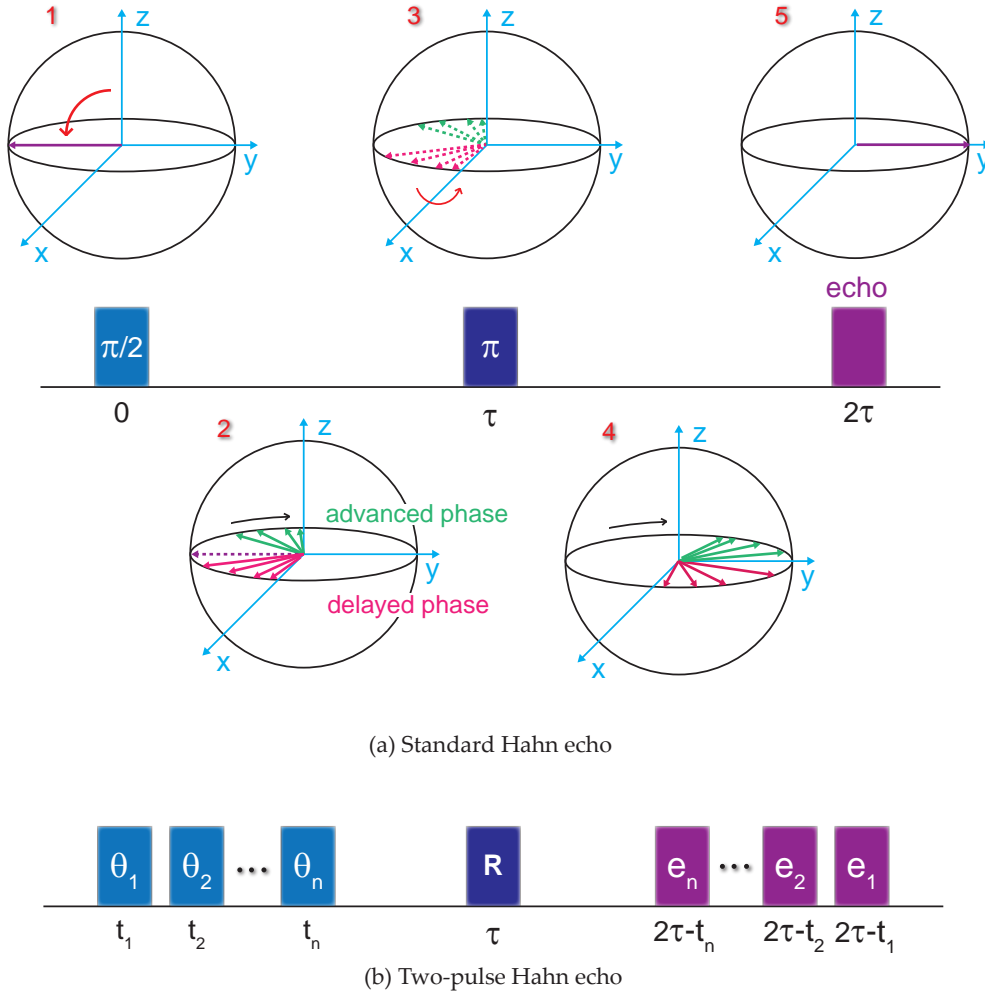 1
z
y
x
3
z
y
x
5
z
y
x
echo
π/2
π
0
τ
2τ
2
z
advanced phase
y
delayed phase
x
4
z
y
x
(a) Standard Hahn echo
θ₁ θ₂ ••• θₙ R eₙ ••• e₂ e₁
t₁ t₂ tₙ τ 2τ-tₙ 2τ-t₂ 2τ-t₁
(b) Two-pulse Hahn echo